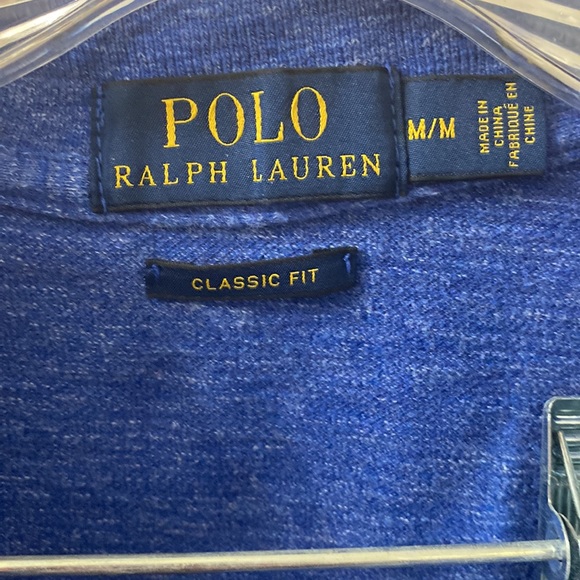 POLO
RALPH LAUREN
M/M
MADE IN
CHINA
FABRIQUÉ EN
CHINE
CLASSIC FIT